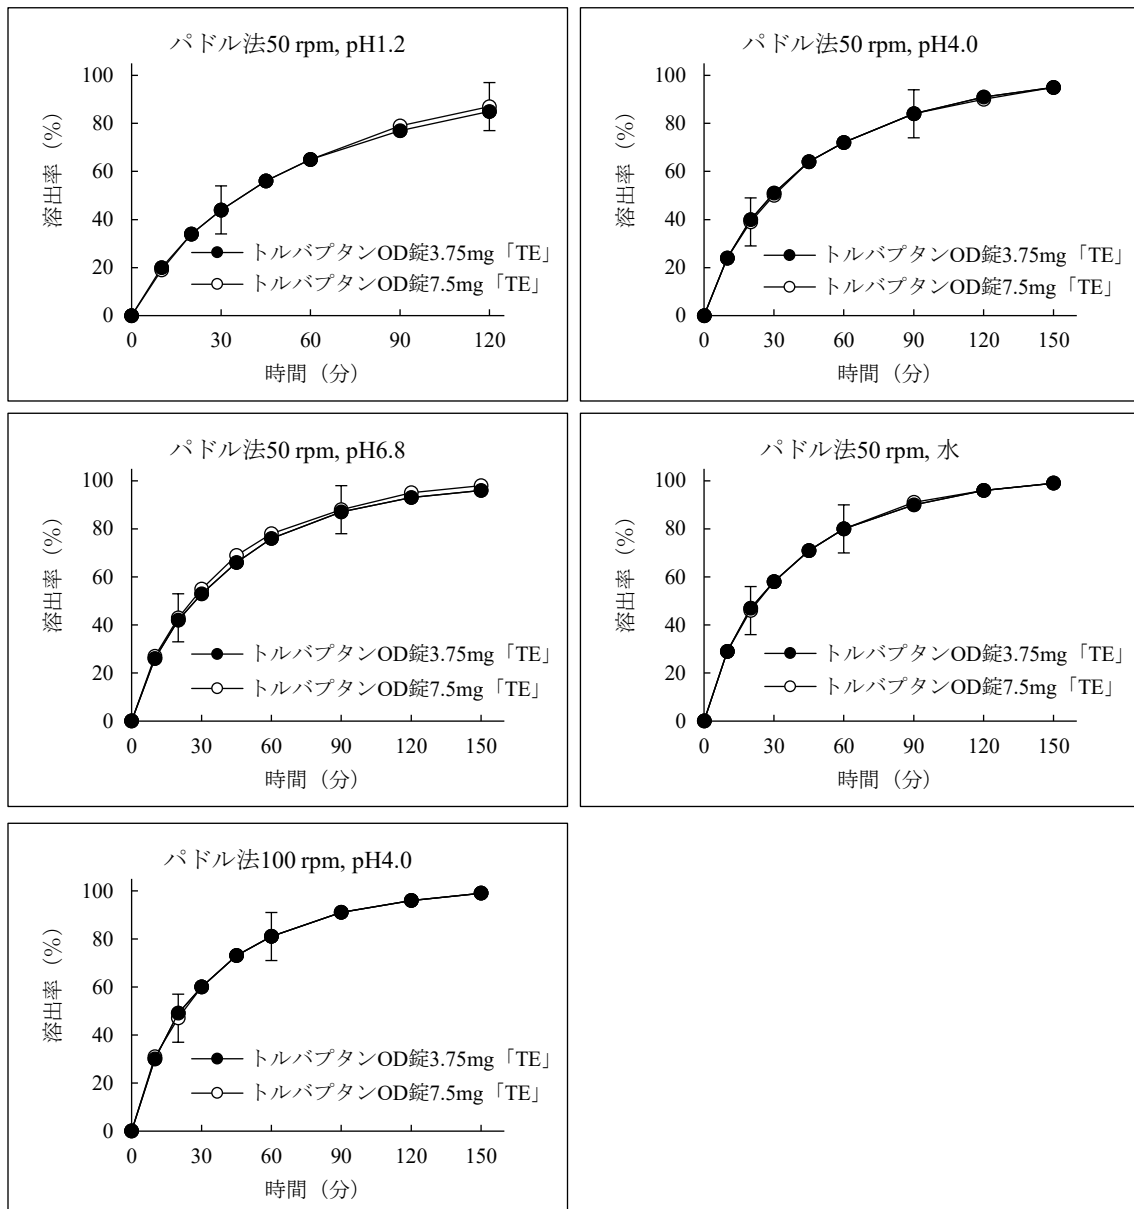 パドル法50 rpm, pH1.2
100
80
60
40
20
0
溶出率（%）
トルバプタンOD錠3.75mg「TE」
トルバプタンOD錠7.5mg「TE」
0 30 60 90 120
時間（分）
パドル法50 rpm, pH4.0
100
80
60
40
20
0
溶出率（%）
トルバプタンOD錠3.75mg「TE」
トルバプタンOD錠7.5mg「TE」
0 30 60 90 120 150
時間（分）
パドル法50 rpm, pH6.8
100
80
60
40
20
0
溶出率（%）
トルバプタンOD錠3.75mg「TE」
トルバプタンOD錠7.5mg「TE」
0 30 60 90 120 150
時間（分）
パドル法50 rpm, 水
100
80
60
40
20
0
溶出率（%）
トルバプタンOD錠3.75mg「TE」
トルバプタンOD錠7.5mg「TE」
0 30 60 90 120 150
時間（分）
パドル法100 rpm, pH4.0
100
80
60
40
20
0
溶出率（%）
トルバプタンOD錠3.75mg「TE」
トルバプタンOD錠7.5mg「TE」
0 30 60 90 120 150
時間（分）